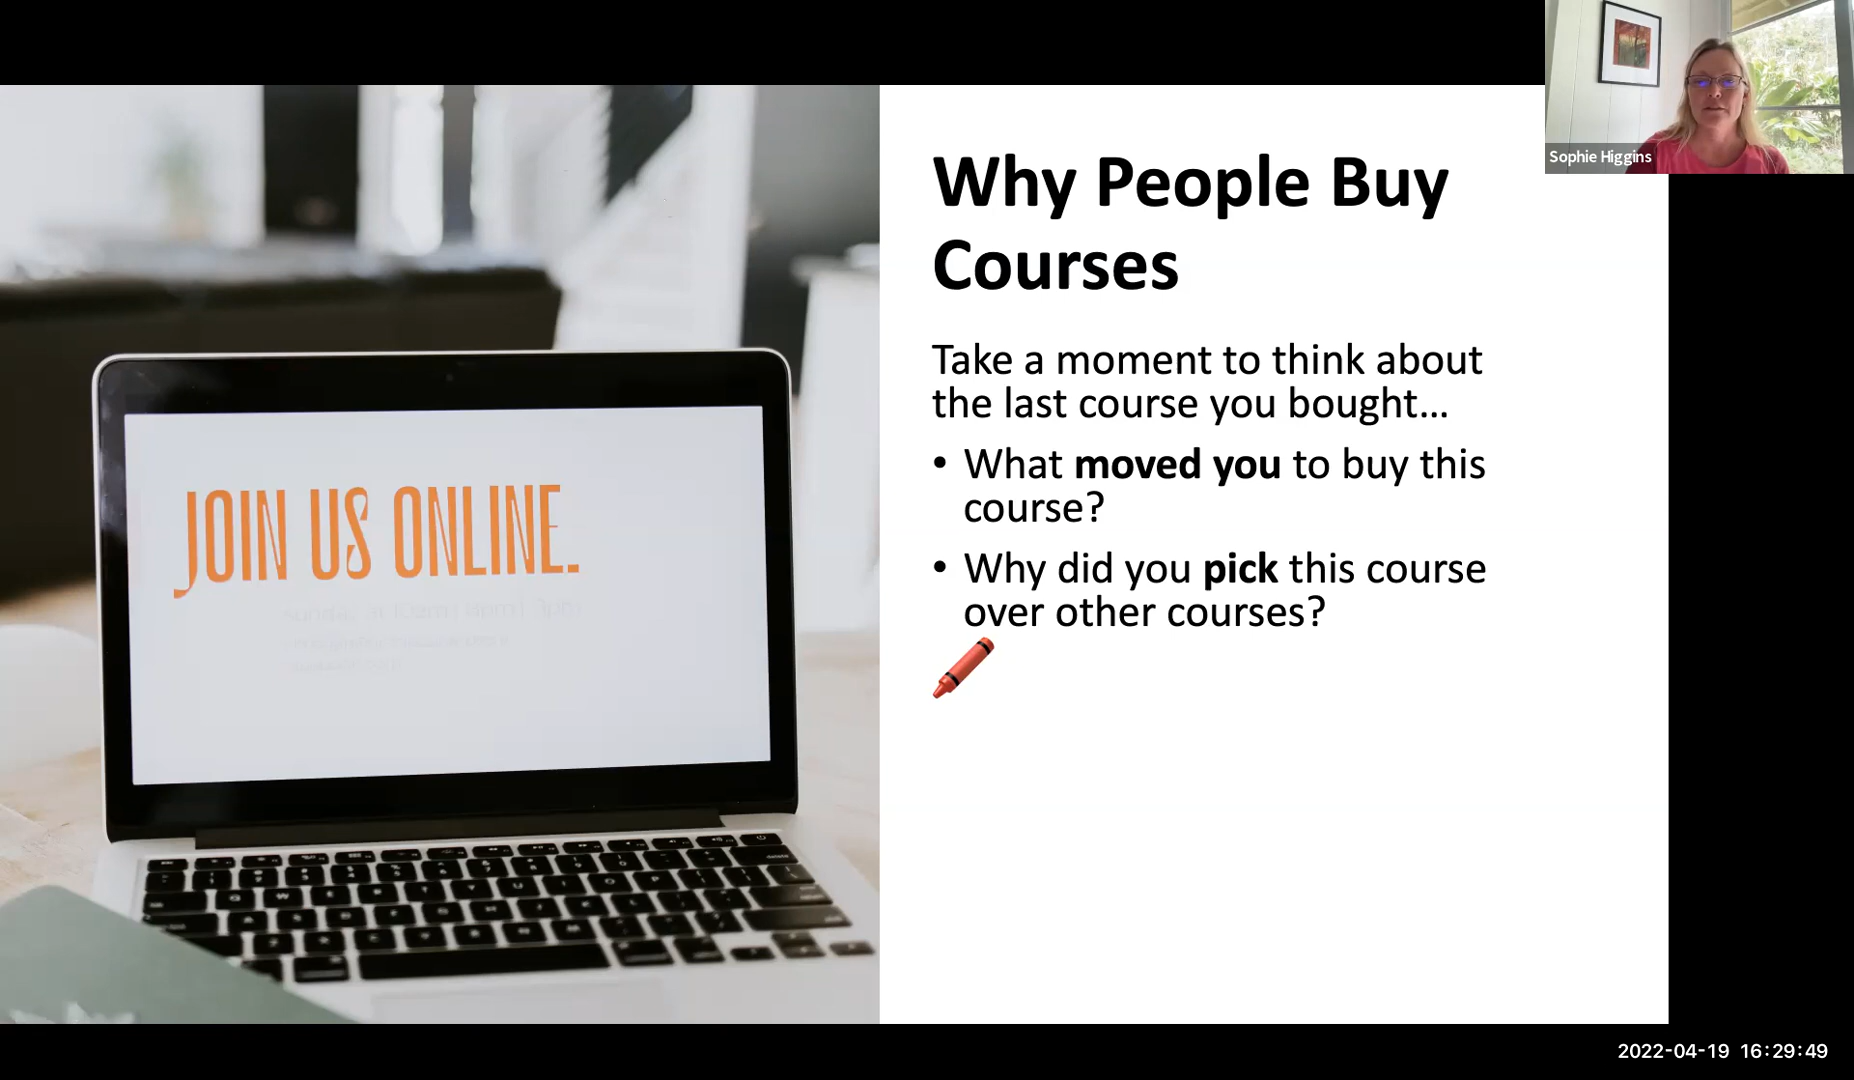 Sophie Higgins
Why People Buy
Courses
Take a moment to think about
the last course you bought...
• What moved you to buy this
course?
• Why did you pick this course
over other courses?
JOIN US ONLINE.
2022-04-19 16:29:49